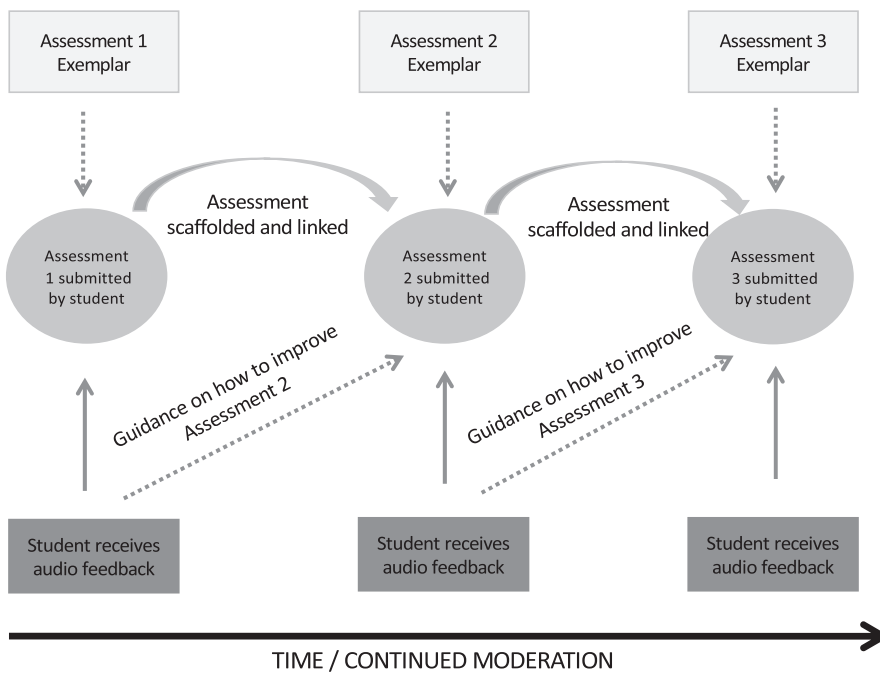 Assessment 1
Exemplar
Assessment 2
Exemplar
Assessment 3
Exemplar
Assessment
scaffolded and linked
Assessment
scaffolded and linked
Assessment
1 submitted
by student
Assessment
2 submitted
by student
Assessment
3 submitted
by student
Guidance on how to improve
Assessment 2
Guidance on how to improve
Assessment 3
Student receives
audio feedback
Student receives
audio feedback
Student receives
audio feedback
TIME / CONTINUED MODERATION